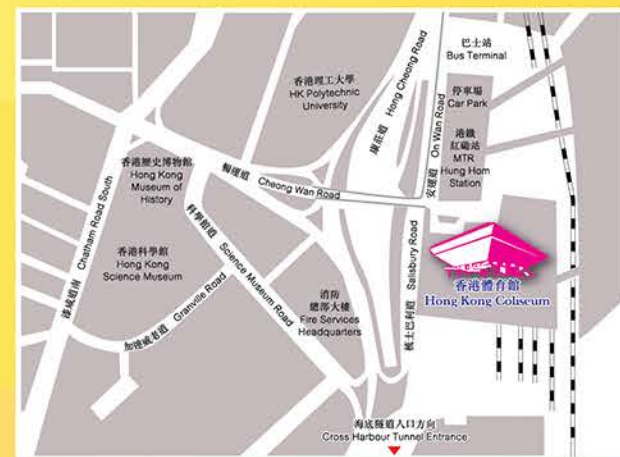 巴士站
Bus Terminal
停車場
Car Park
港鐵
紅磡站
MTR
Hung Hom
Station
安運道 On Wan Road
康莊道 Hong Cheong Road
香港理工大學
HK Polytechnic
University
香港歷史博物館
Hong Kong
Museum of
History
暢運道 Cheong Wan Road
漆咸道南 Chatham Road South
香港科學館
Hong Kong
Science Museum
科學館道 Science Museum Road
加連威老道 Granville Road
消防
總部大樓
Fire Services
Headquarters
梳士巴利道 Salisbury Road
香港體育館
Hong Kong Coliseum
海底隧道入口方向
Cross Harbour Tunnel Entrance